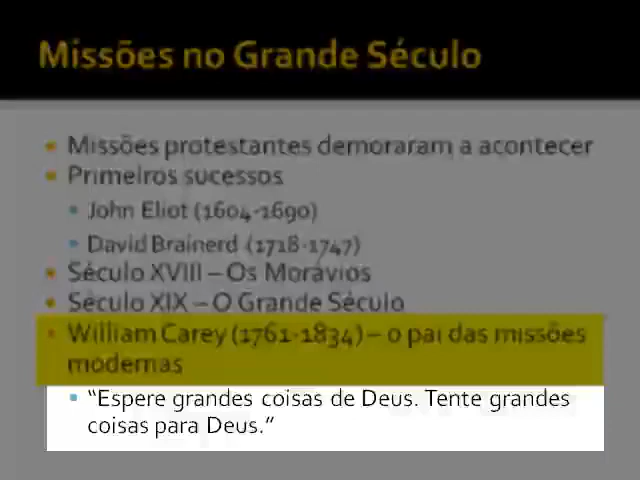 Missões no Grande Século
Missões protestantes demoraram a acontecer
Primeiros sucessos
John Eliot (1604-1690)
David Brainerd (1718-1747)
Século XVIII – Os Morávios
Século XIX – O Grande Século
William Carey (1761-1834) – o pai das missões
modernas
“Espere grandes coisas de Deus. Tente grandes
coisas para Deus.”